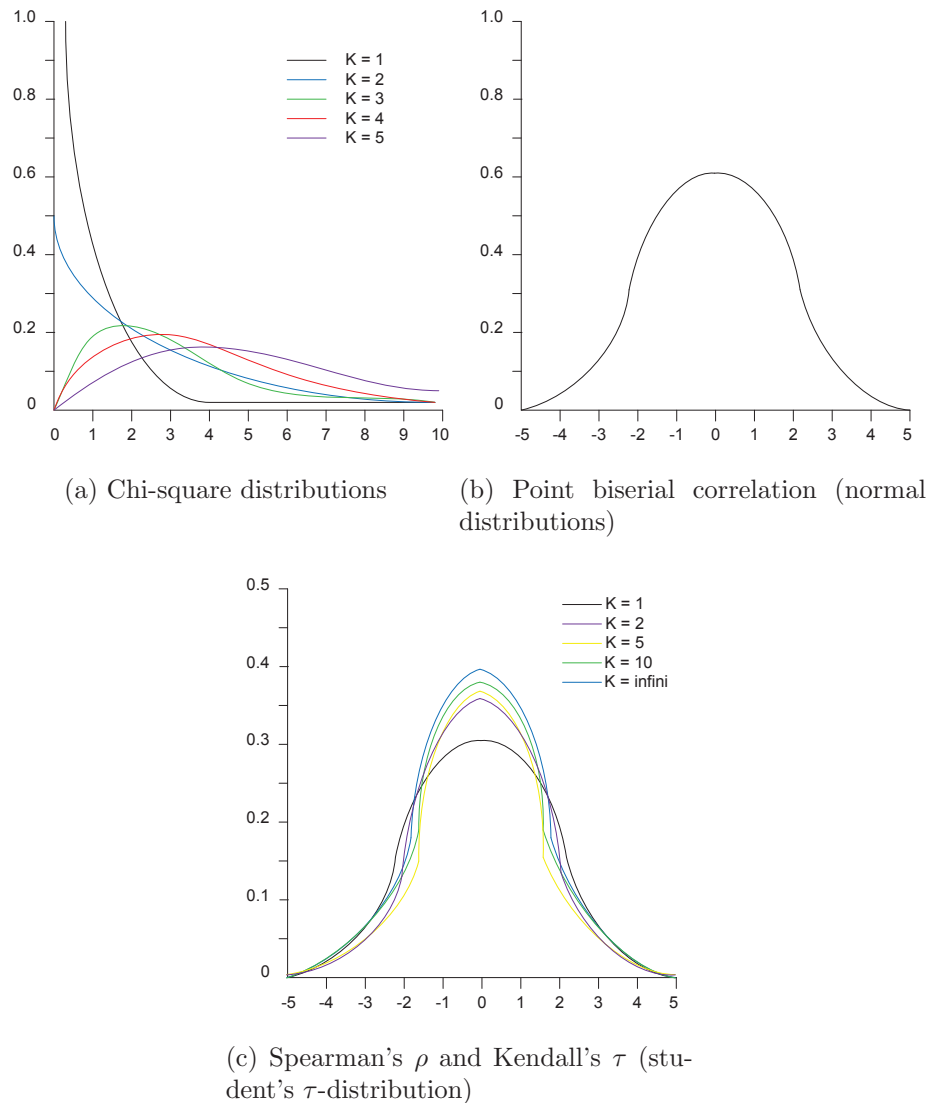 1.0
0.8
0.6
0.4
0.2
0
0 1 2 3 4 5 6 7 8 9 10
K = 1
K = 2
K = 3
K = 4
K = 5
(a) Chi-square distributions
1.0
0.8
0.6
0.4
0.2
0
-5 -4 -3 -2 -1 0 1 2 3 4 5
(b) Point biserial correlation (normal
distributions)
0.5
0.4
0.3
0.2
0.1
0
-5 -4 -3 -2 -1 0 1 2 3 4 5
K = 1
K = 2
K = 5
K = 10
K = infini
(c) Spearman's ρ and Kendall's τ (stu-
dent's τ-distribution)